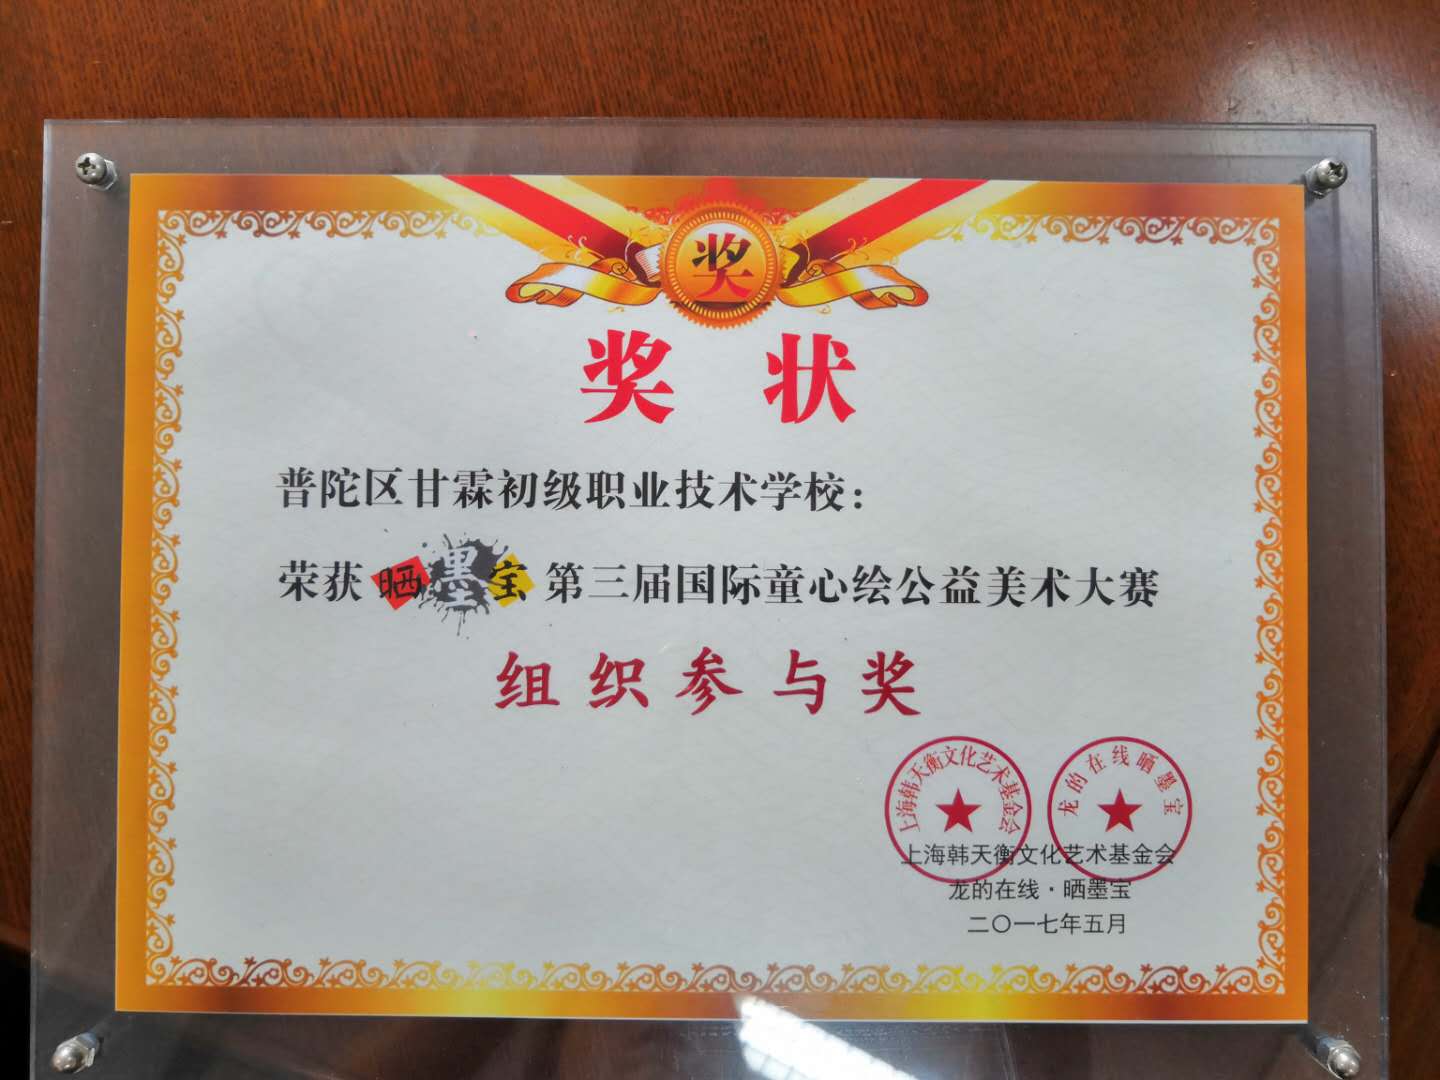 奖
奖状
普陀区甘霖初级职业技术学校：
荣获 晒墨宝 第三届国际童心绘公益美术大赛
组织参与奖
上海韩天衡文化艺术基金会
龙的在线晒墨宝
上海韩天衡文化艺术基金会
龙的在线·晒墨宝
二〇一七年五月